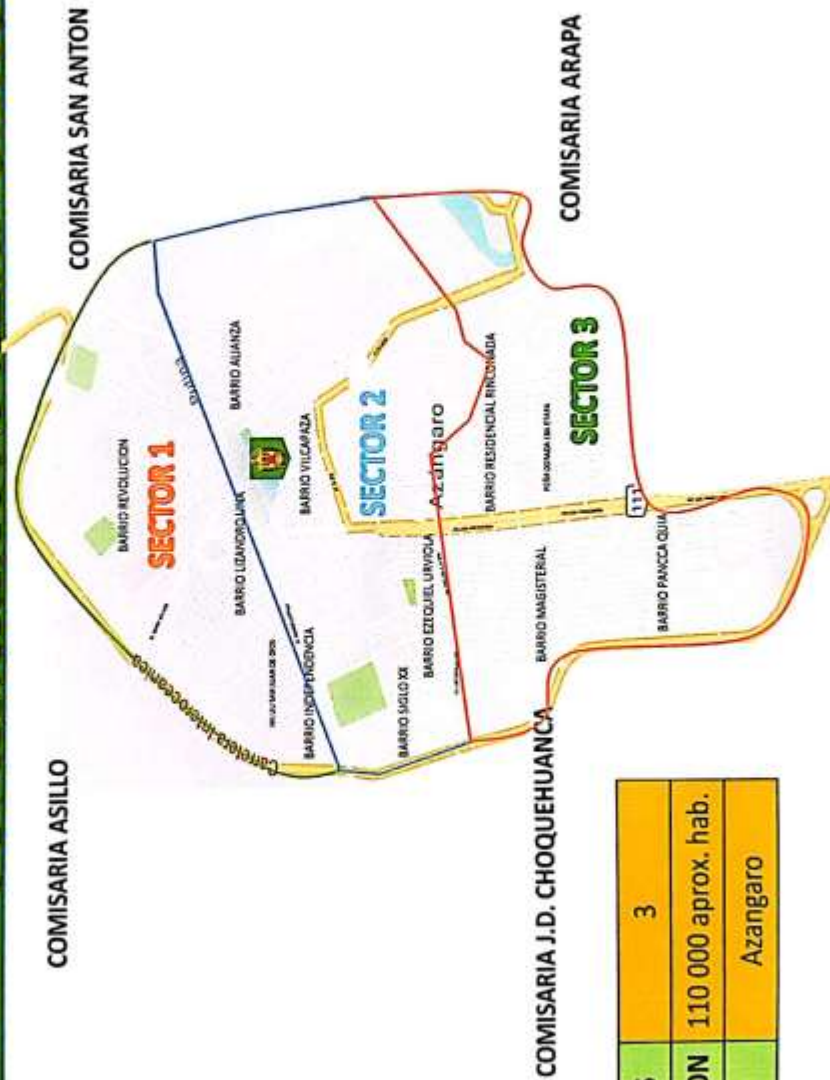 COMISARIA ASILLO
COMISARIA SAN ANTON
Carretera Interoceanica
BARRIO REVOLUCION
SECTOR 1
BARRIO LIZANDRO LUNA
BARRIO ALIANZA
BARRIO INDEPENDENCIA
BARRIO VILCAPAZA
SECTOR 2
BARRIO SIGLO XX
BARRIO EZEQUIEL URVIOLA
Azangaro
BARRIO RESIDENCIAL RINCONADA
BARRIO MAGISTERIAL
SECTOR 3
111
BARRIO PANCCA QUIA
COMISARIA J.D. CHOQUEHUANCA
COMISARIA ARAPA
S 3
ON 110 000 aprox. hab.
Azangaro